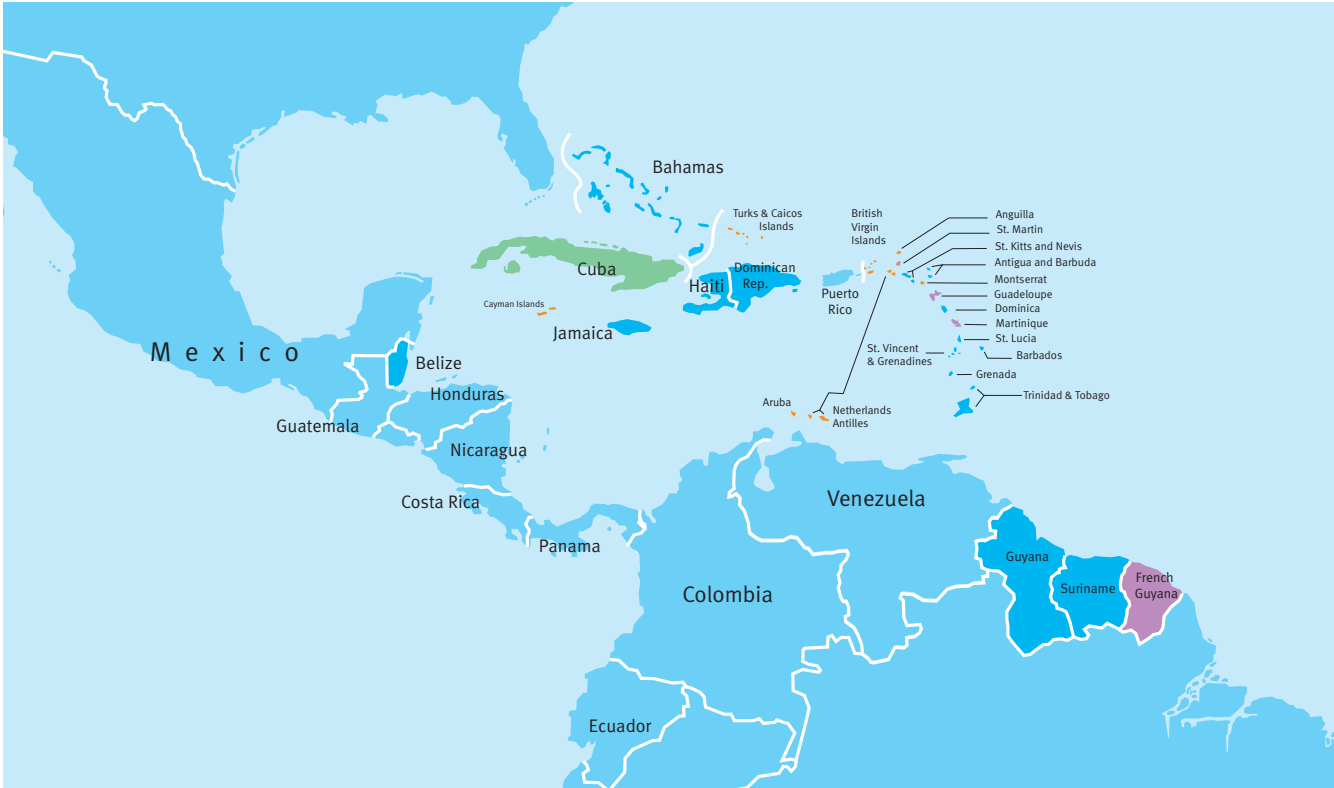 Bahamas
Turks & Caicos
Islands
British
Virgin
Islands
Anguilla
St. Martin
St. Kitts and Nevis
Antigua and Barbuda
Montserrat
Guadeloupe
Dominica
Martinique
St. Lucia
Barbados
St. Vincent
& Grenadines
Grenada
Trinidad & Tobago
Cuba
Dominican
Rep.
Haiti
Puerto
Rico
Cayman Islands
Jamaica
Mexico
Belize
Honduras
Guatemala
Nicaragua
Aruba
Netherlands
Antilles
Costa Rica
Panama
Venezuela
Colombia
Guyana
Suriname
French
Guyana
Ecuador